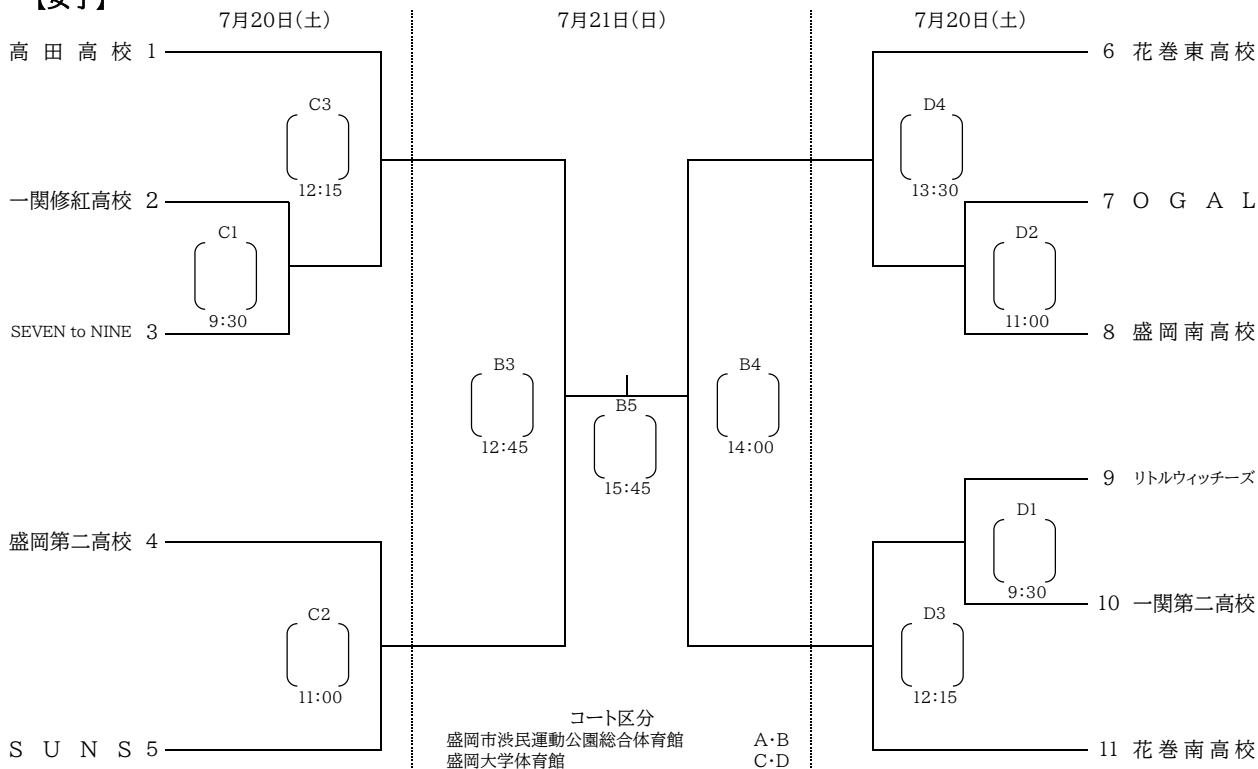 【女子】
7月20日(土)
7月21日(日)
7月20日(土)
高田高校 1
6 花巻東高校
C3
12:15
D4
13:30
一関修紅高校 2
7 OGAL
C1
9:30
D2
11:00
SEVEN to NINE 3
8 盛岡南高校
B3
12:45
B5
15:45
B4
14:00
9 リトルウィッチーズ
D1
9:30
盛岡第二高校 4
10 一関第二高校
C2
11:00
D3
12:15
SUNS 5
11 花巻南高校
コート区分
盛岡市渋民運動公園総合体育館 A・B
盛岡大学体育館 C・D